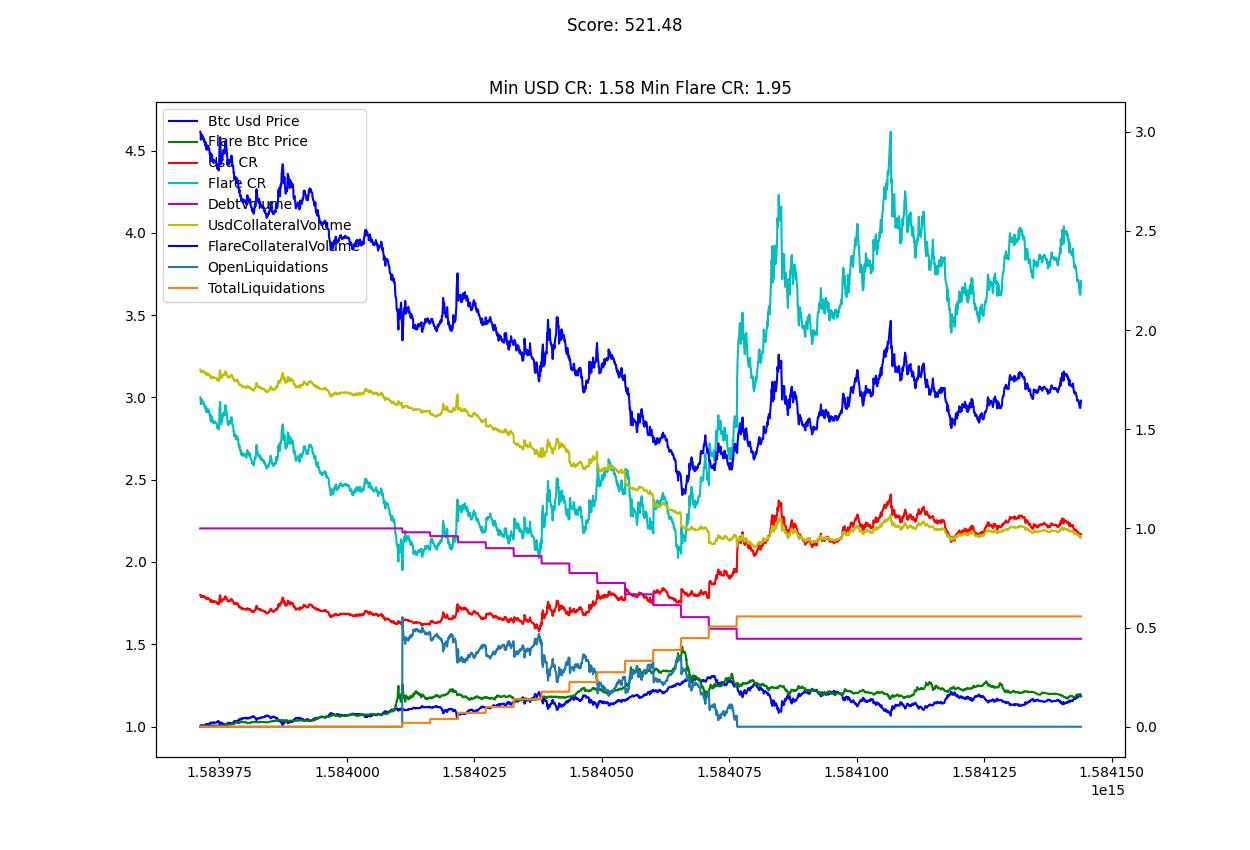 Score: 521.48
Min USD CR: 1.58 Min Flare CR: 1.95
Btc Usd Price
Flare Btc Price
Usd CR
Flare CR
DebtVolume
UsdCollateralVolume
FlareCollateralVolume
OpenLiquidations
TotalLiquidations
4.5
4.0
3.5
3.0
2.5
2.0
1.5
1.0
3.0
2.5
2.0
1.5
1.0
0.5
0.0
1.583975 1.584000 1.584025 1.584050 1.584075 1.584100 1.584125 1.584150
1e15